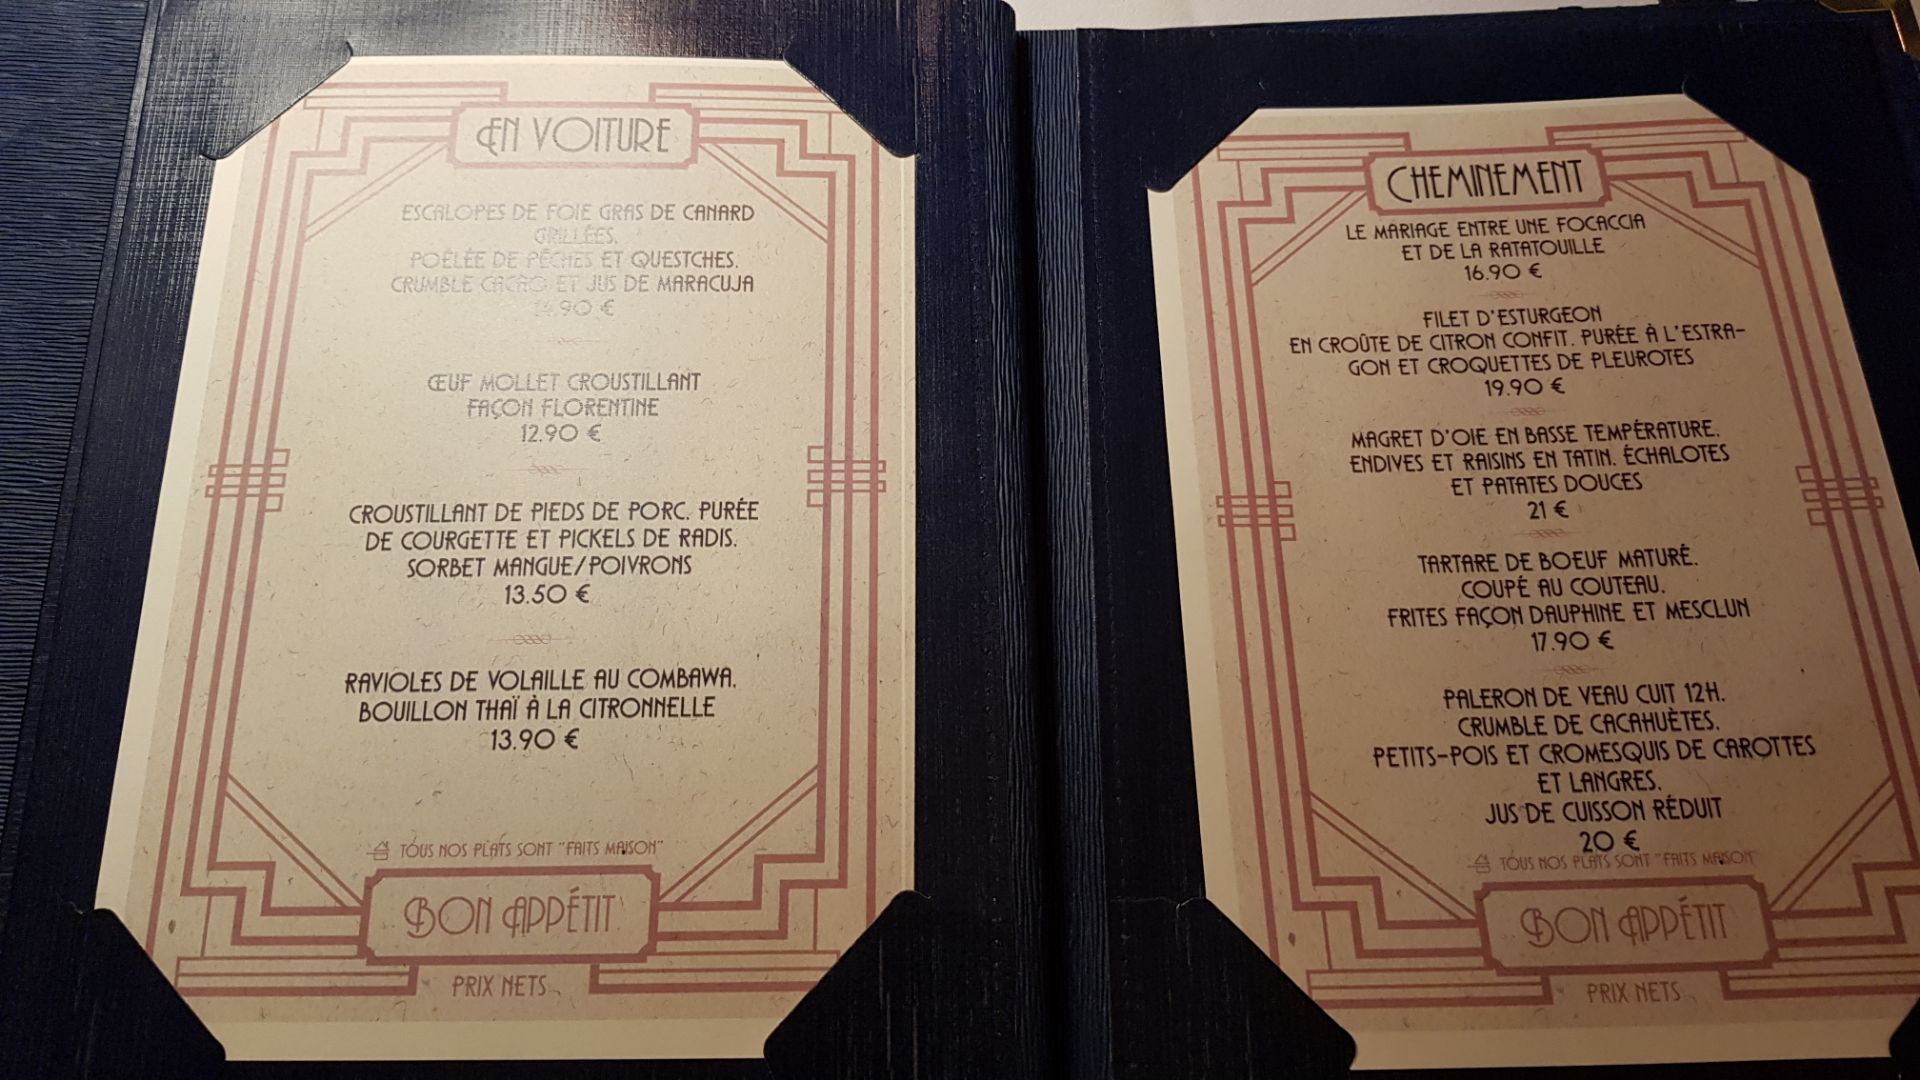 EN VOITURE
ESCALOPES DE FOIE GRAS DE CANARD
GRILLÉES.
POÊLÉE DE PÊCHES ET QUESTCHES.
CRUMBLE CACAO ET JUS DE MARACUJA
14.90 €
ŒUF MOLLET CROUSTILLANT
FAÇON FLORENTINE
12.90 €
CROUSTILLANT DE PIEDS DE PORC. PURÉE
DE COURGETTE ET PICKELS DE RADIS.
SORBET MANGUE/POIVRONS
13.50 €
RAVIOLES DE VOLAILLE AU COMBAWA.
BOUILLON THAÏ À LA CITRONNELLE
13.90 €
TOUS NOS PLATS SONT "FAITS MAISON"
BON APPÉTIT
PRIX NETS
CHEMINEMENT
LE MARIAGE ENTRE UNE FOCACCIA
ET DE LA RATATOUILLE
16.90 €
FILET D'ESTURGEON
EN CROÛTE DE CITRON CONFIT. PURÉE À L'ESTRA-
GON ET CROQUETTES DE PLEUROTES
19.90 €
MAGRET D'OIE EN BASSE TEMPÉRATURE.
ENDIVES ET RAISINS EN TATIN. ÉCHALOTES
ET PATATES DOUCES
21 €
TARTARE DE BOEUF MATURÉ.
COUPÉ AU COUTEAU.
FRITES FAÇON DAUPHINE ET MESCLUN
17.90 €
PALERON DE VEAU CUIT 12H.
CRUMBLE DE CACAHUÈTES.
PETITS-POIS ET CROMESQUIS DE CAROTTES
ET LANGRES.
JUS DE CUISSON RÉDUIT
20 €
TOUS NOS PLATS SONT "FAITS MAISON"
BON APPÉTIT
PRIX NETS